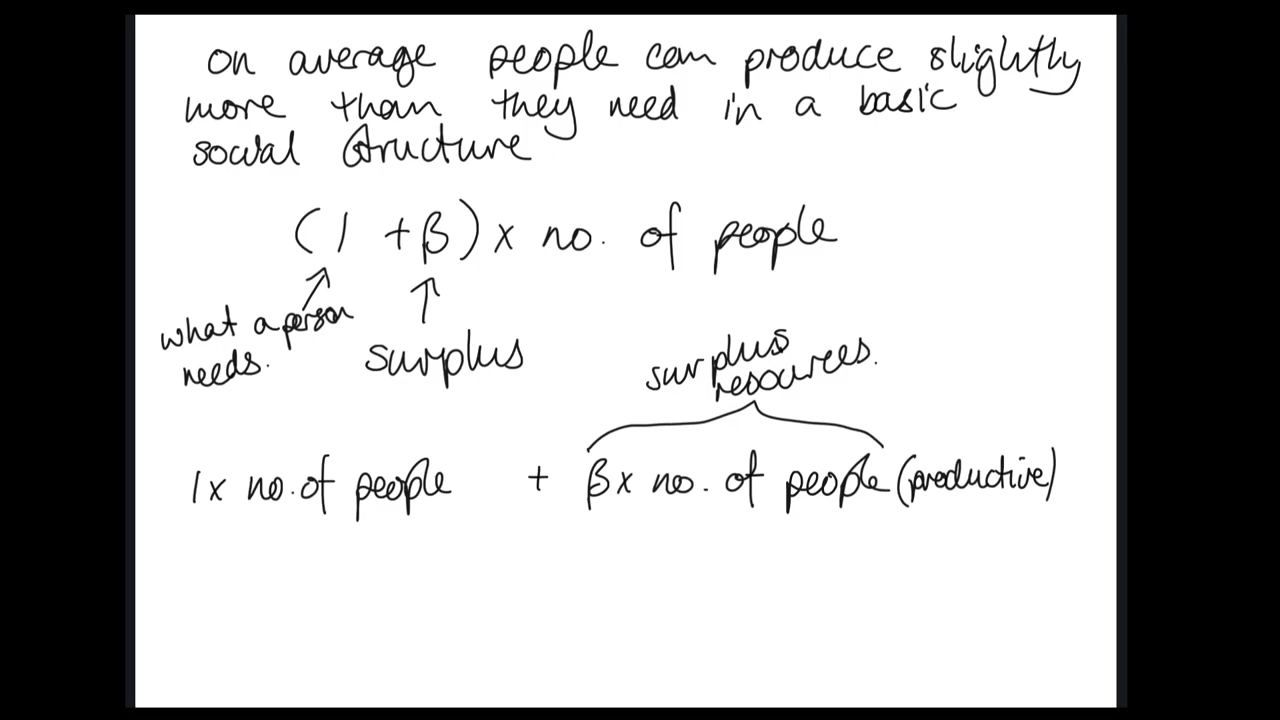 on average people can produce slightly
more than they need in a basic
social structure
(1 + β) x no. of people
what a person
needs.
surplus
surplus
resources.
1 x no. of people + β x no. of people (productive)